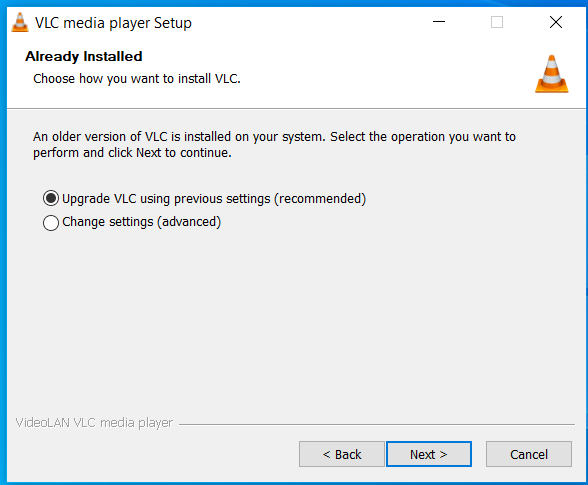 VLC media player Setup
Already Installed
Choose how you want to install VLC.
An older version of VLC is installed on your system. Select the operation you want to
perform and click Next to continue.
Upgrade VLC using previous settings (recommended)
Change settings (advanced)
VideoLAN VLC media player
< Back Next > Cancel